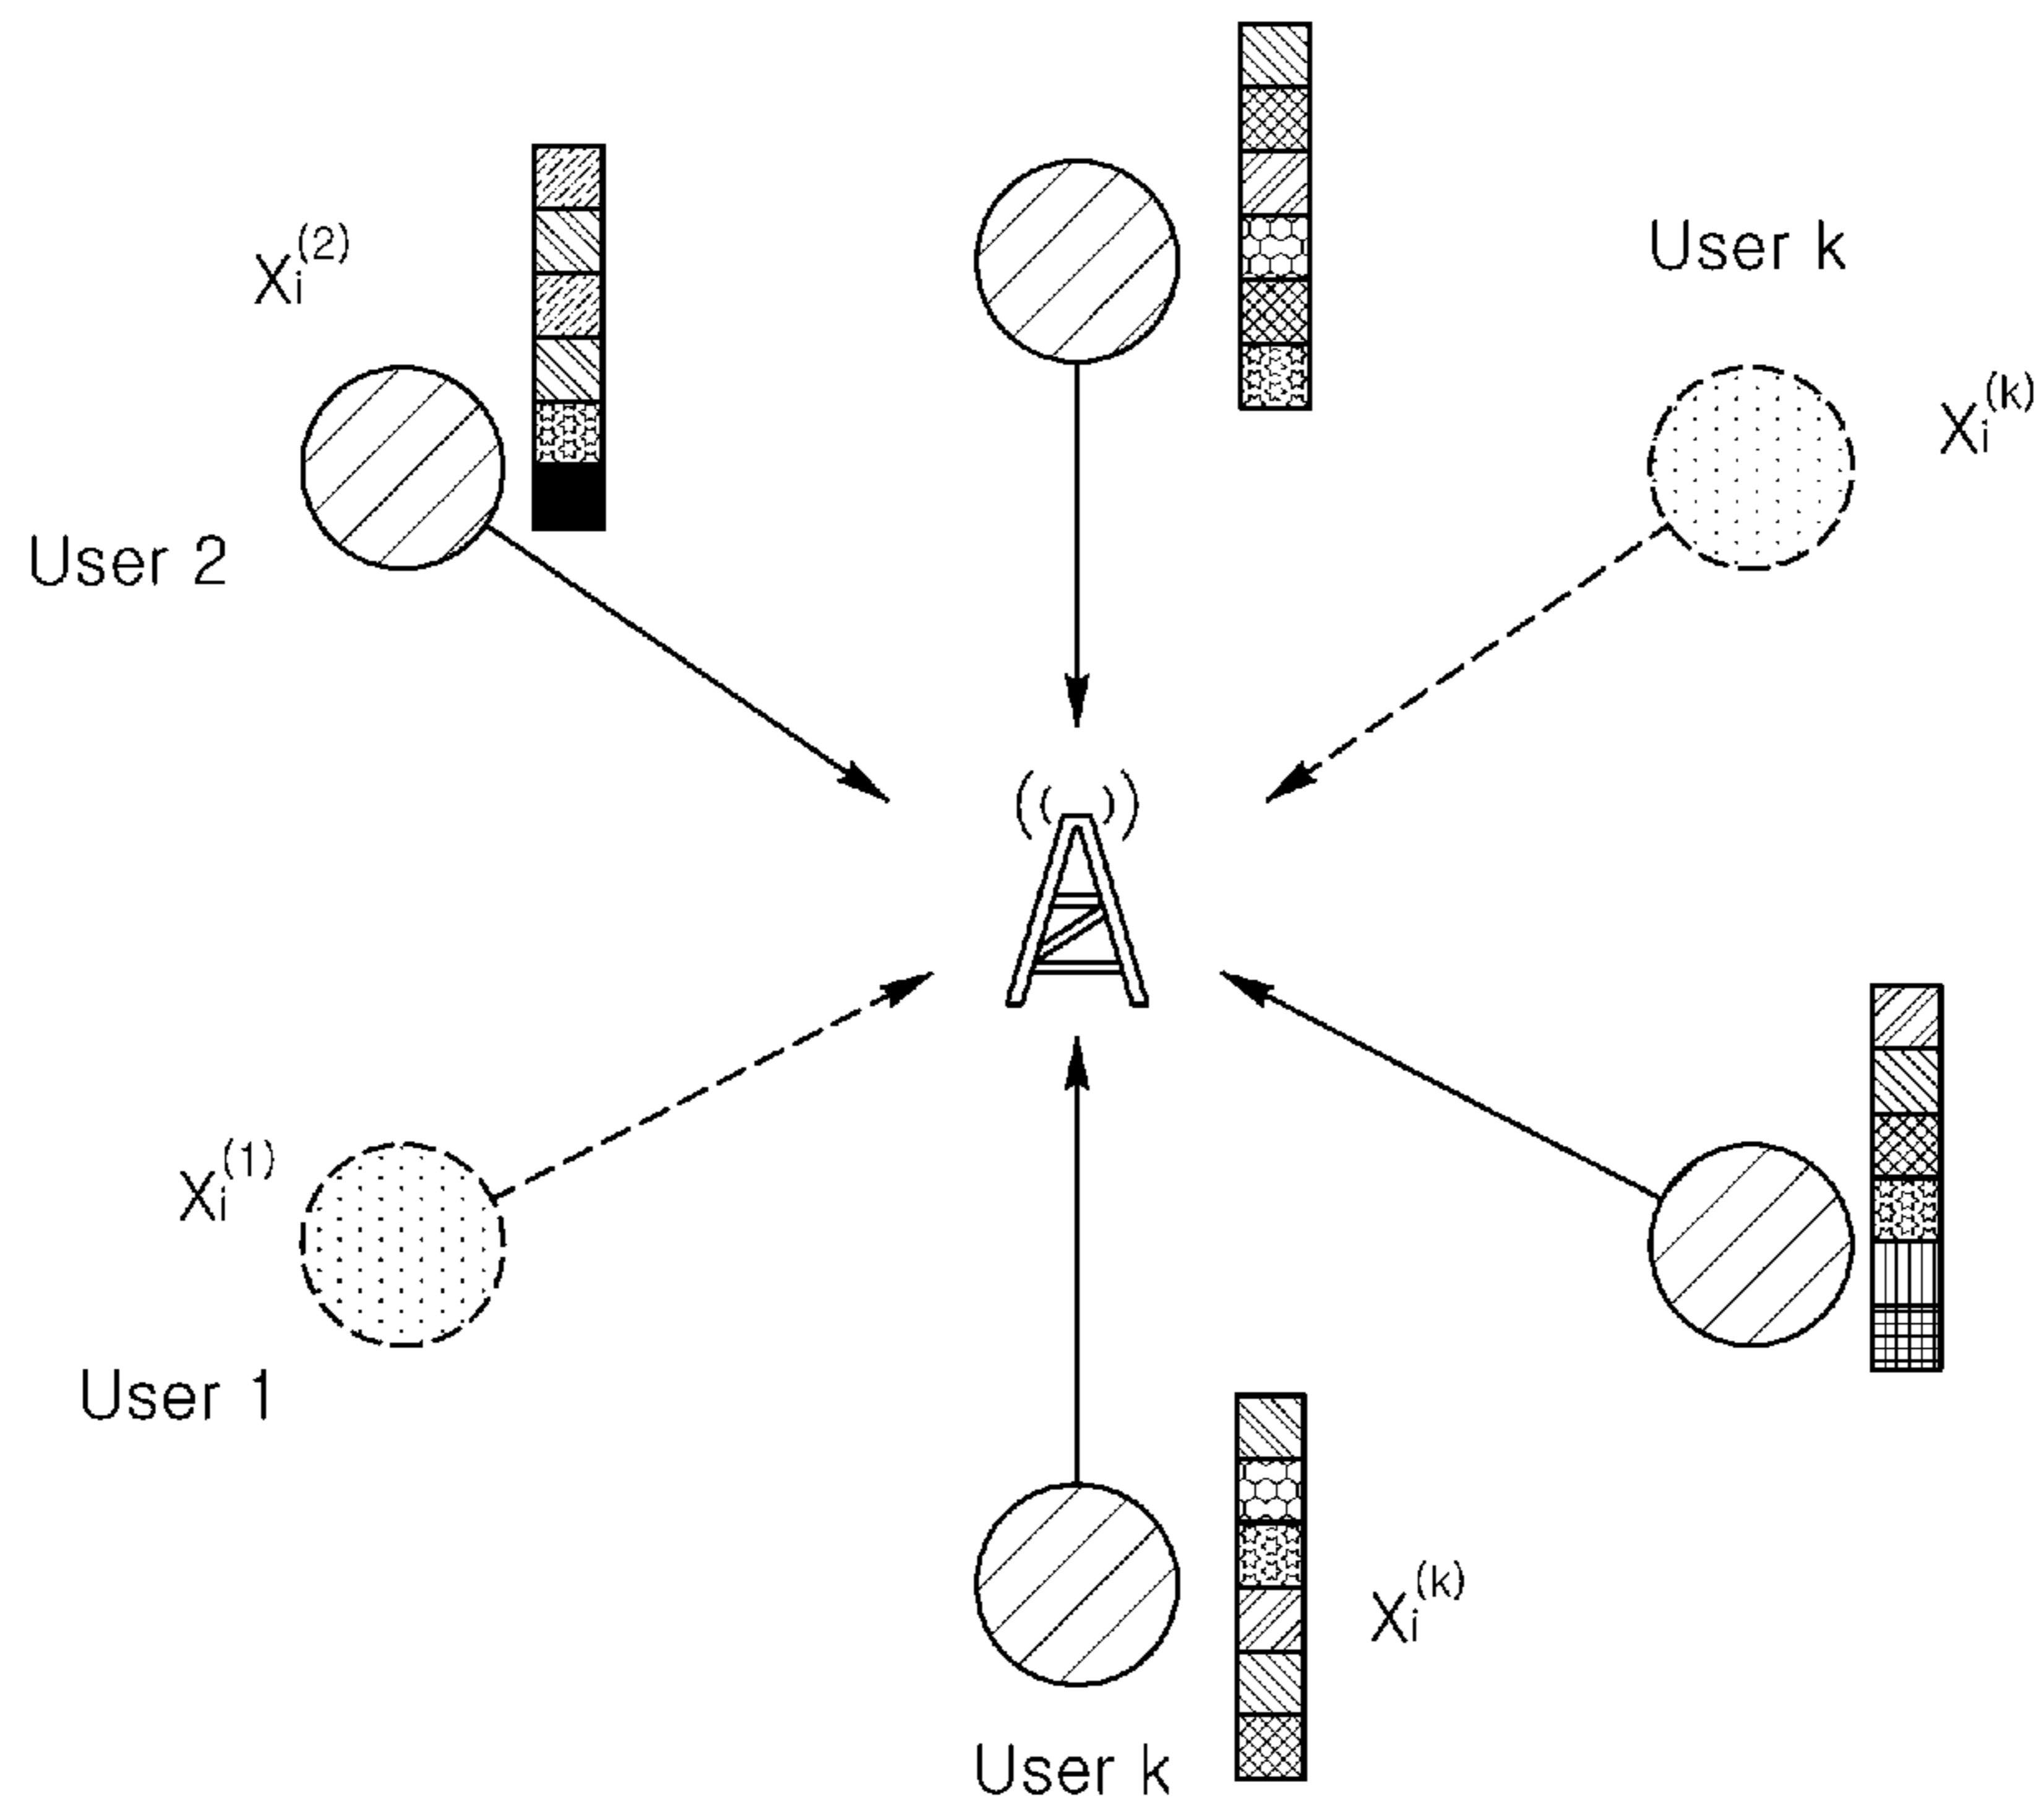 Xi(2)
User k
Xi(k)
User 2
Xi(1)
User 1
Xi(k)
User k